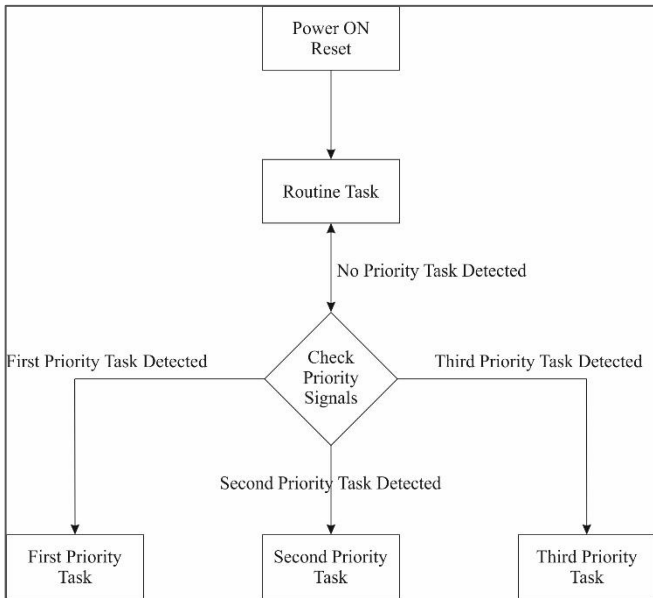 Power ON
Reset
Routine Task
No Priority Task Detected
First Priority Task Detected
Check
Priority
Signals
Third Priority Task Detected
Second Priority Task Detected
First Priority
Task
Second Priority
Task
Third Priority
Task